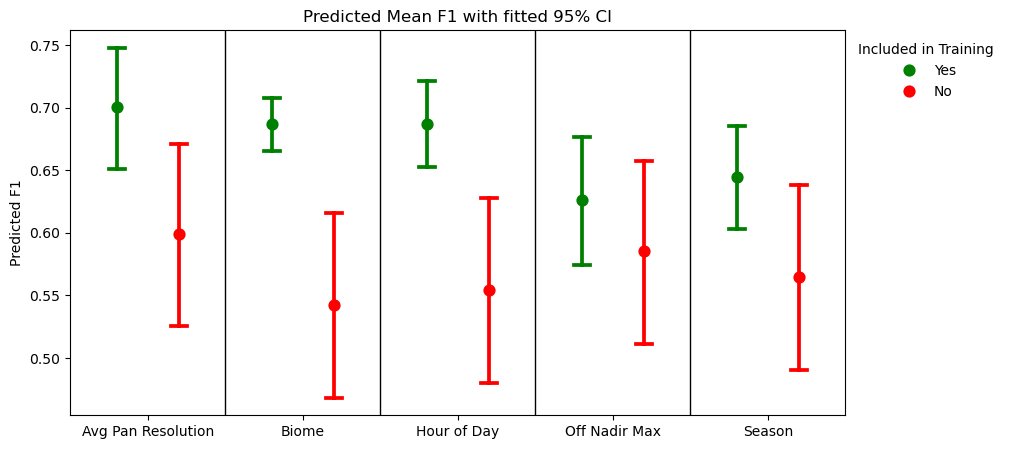 Predicted Mean F1 with fitted 95% CI
Included in Training
Yes
No
Predicted F1
0.75
0.70
0.65
0.60
0.55
0.50
Avg Pan Resolution
Biome
Hour of Day
Off Nadir Max
Season